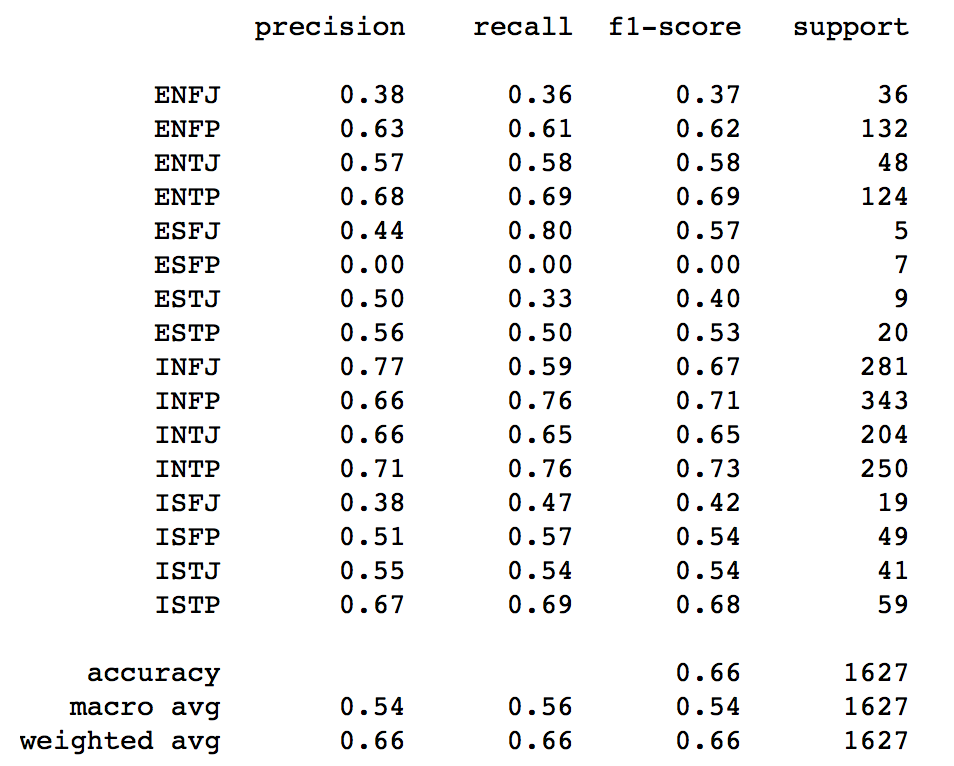 precision recall f1-score support
ENFJ 0.38 0.36 0.37 36
ENFP 0.63 0.61 0.62 132
ENTJ 0.57 0.58 0.58 48
ENTP 0.68 0.69 0.69 124
ESFJ 0.44 0.80 0.57 5
ESFP 0.00 0.00 0.00 7
ESTJ 0.50 0.33 0.40 9
ESTP 0.56 0.50 0.53 20
INFJ 0.77 0.59 0.67 281
INFP 0.66 0.76 0.71 343
INTJ 0.66 0.65 0.65 204
INTP 0.71 0.76 0.73 250
ISFJ 0.38 0.47 0.42 19
ISFP 0.51 0.57 0.54 49
ISTJ 0.55 0.54 0.54 41
ISTP 0.67 0.69 0.68 59
accuracy 0.66 1627
macro avg 0.54 0.56 0.54 1627
weighted avg 0.66 0.66 0.66 1627